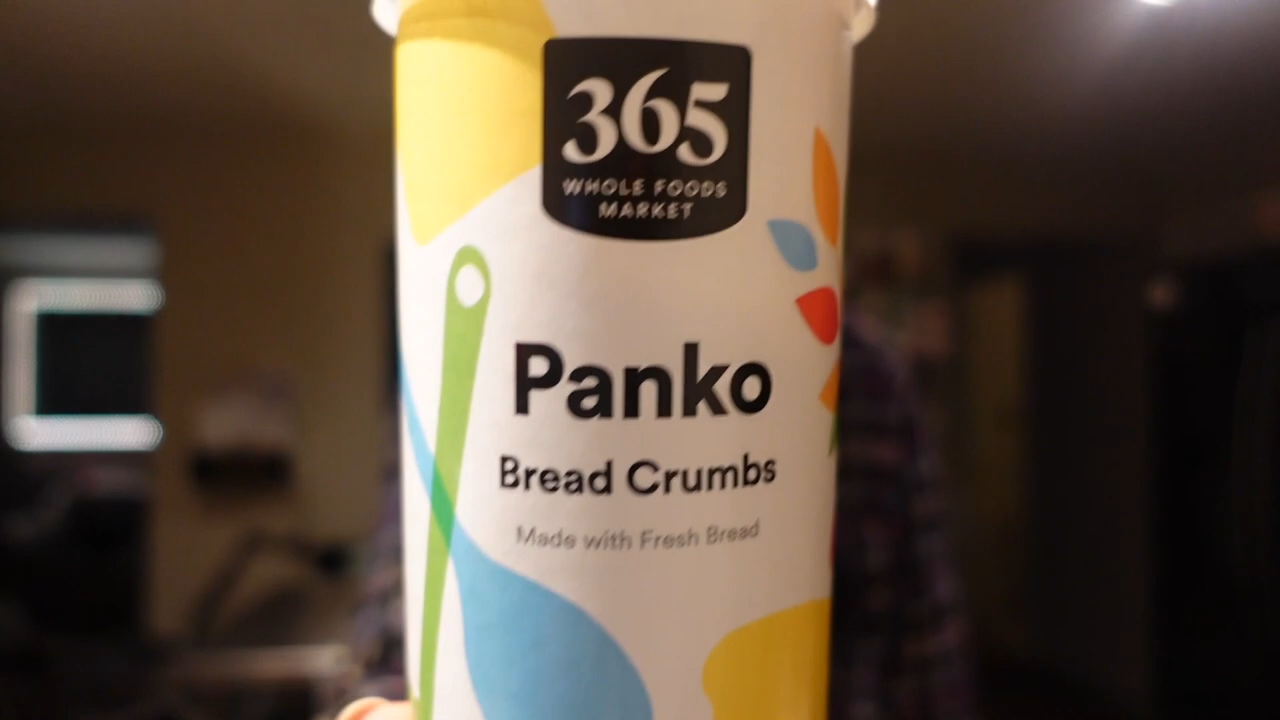 365
WHOLE FOODS
MARKET
Panko
Bread Crumbs
Made with Fresh Bread